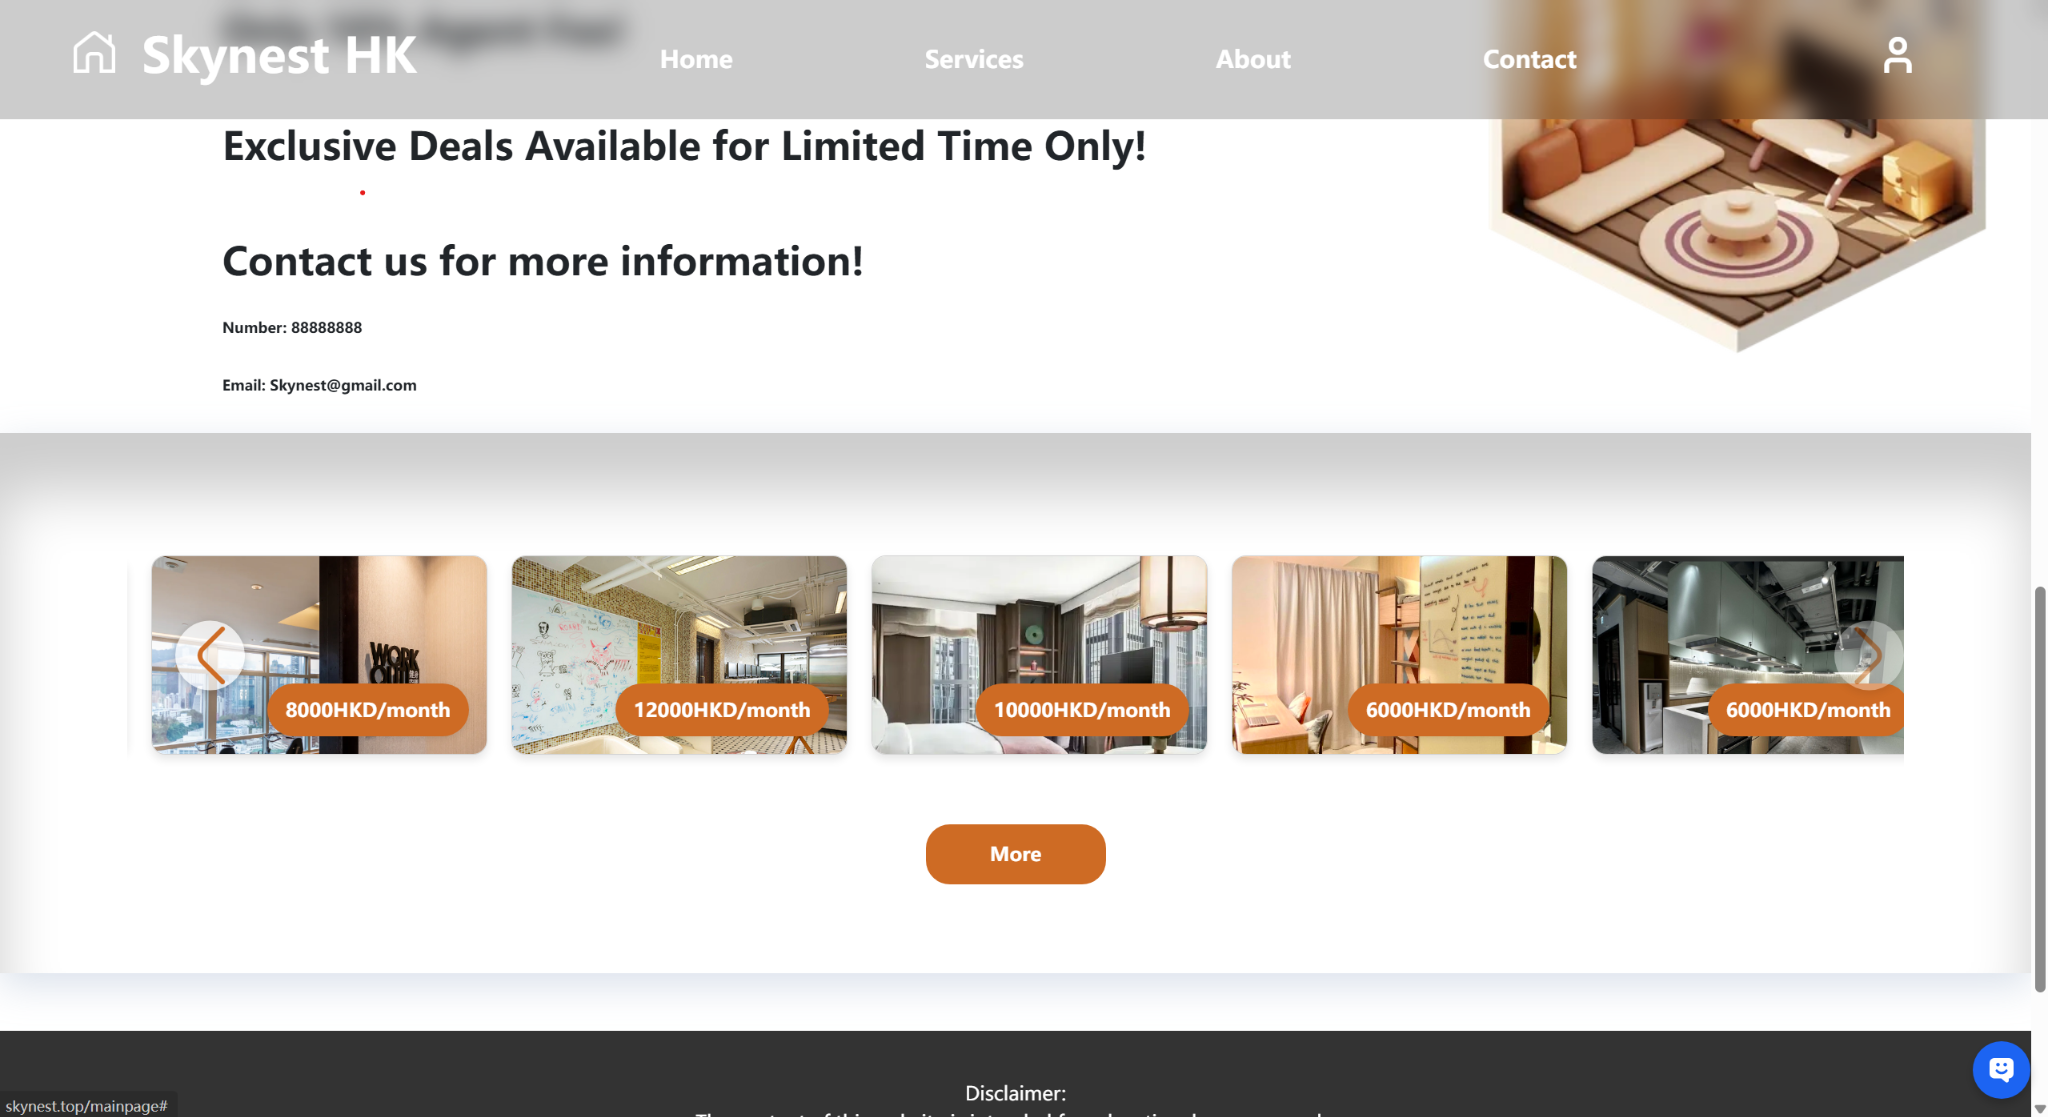 Skynest HK
Home
Services
About
Contact
Exclusive Deals Available for Limited Time Only!
Contact us for more information!
Number: 88888888
Email: Skynest@gmail.com
WORK
8000HKD/month
12000HKD/month
10000HKD/month
6000HKD/month
6000HKD/month
More
Disclaimer:
skynest.top/mainpage#